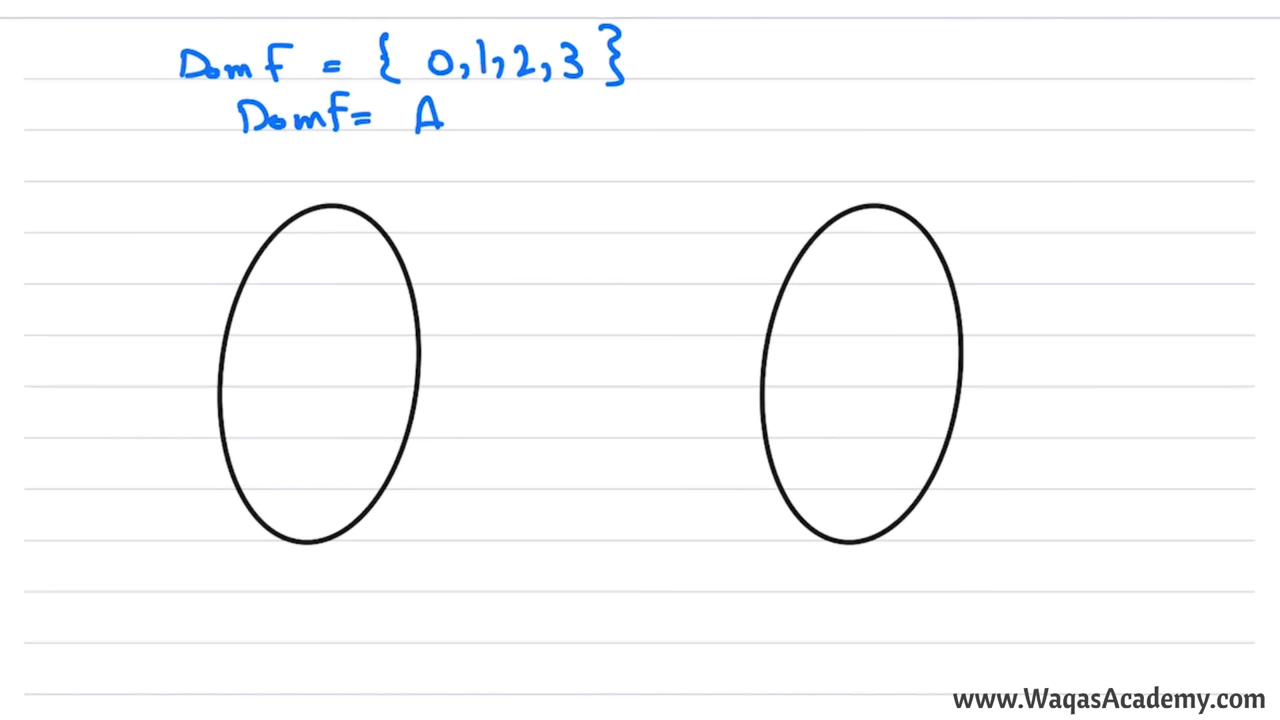 Dom f = { 0, 1, 2, 3 }
Dom f = A
www.WaqasAcademy.com